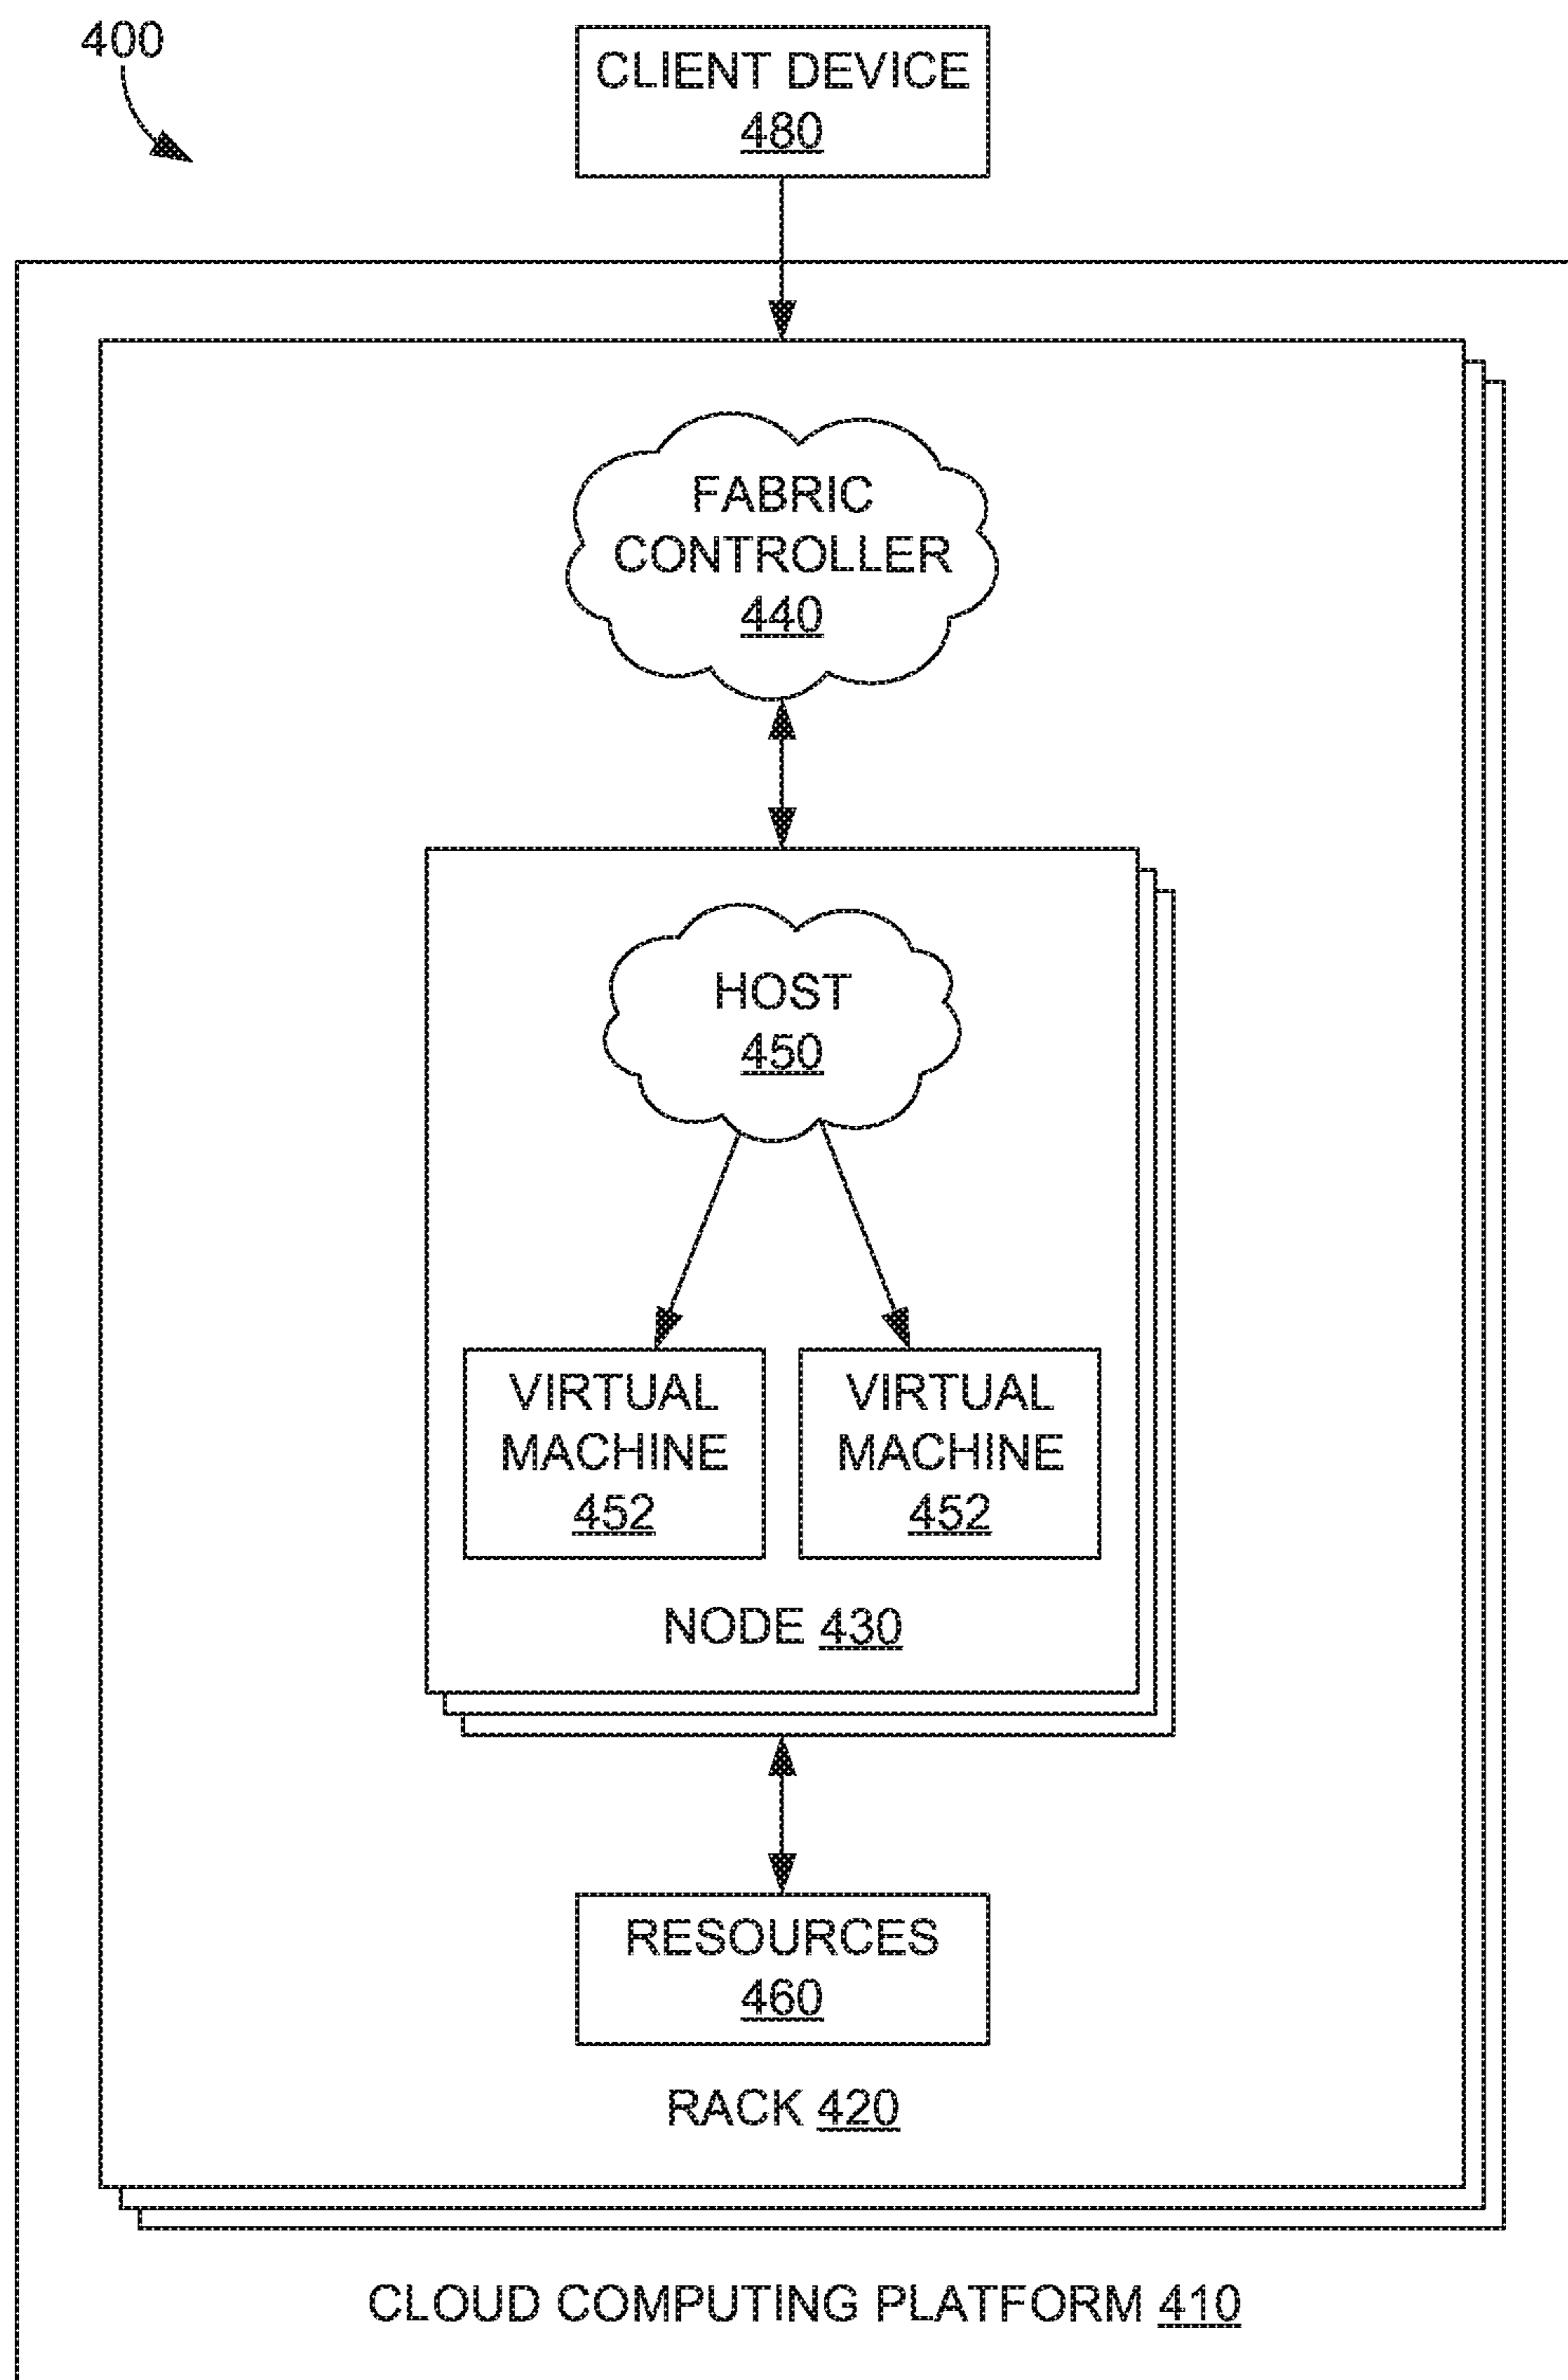 400
CLIENT DEVICE
480
FABRIC
CONTROLLER
440
HOST
450
VIRTUAL
MACHINE
452
VIRTUAL
MACHINE
452
NODE 430
RESOURCES
460
RACK 420
CLOUD COMPUTING PLATFORM 410